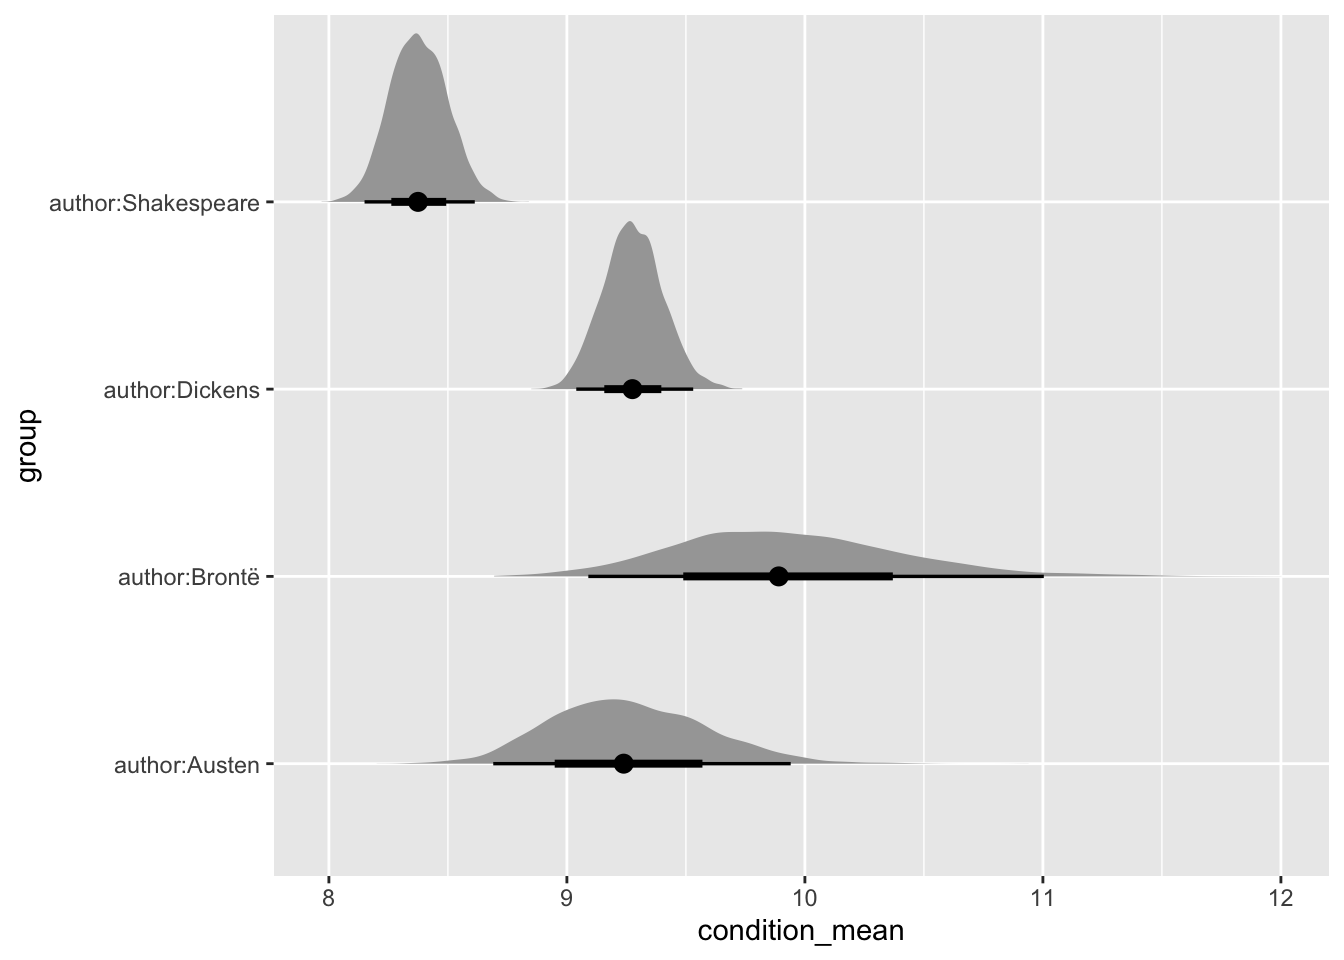 author:Shakespeare
author:Dickens
author:Brontë
author:Austen
group
8 9 10 11 12
condition_mean